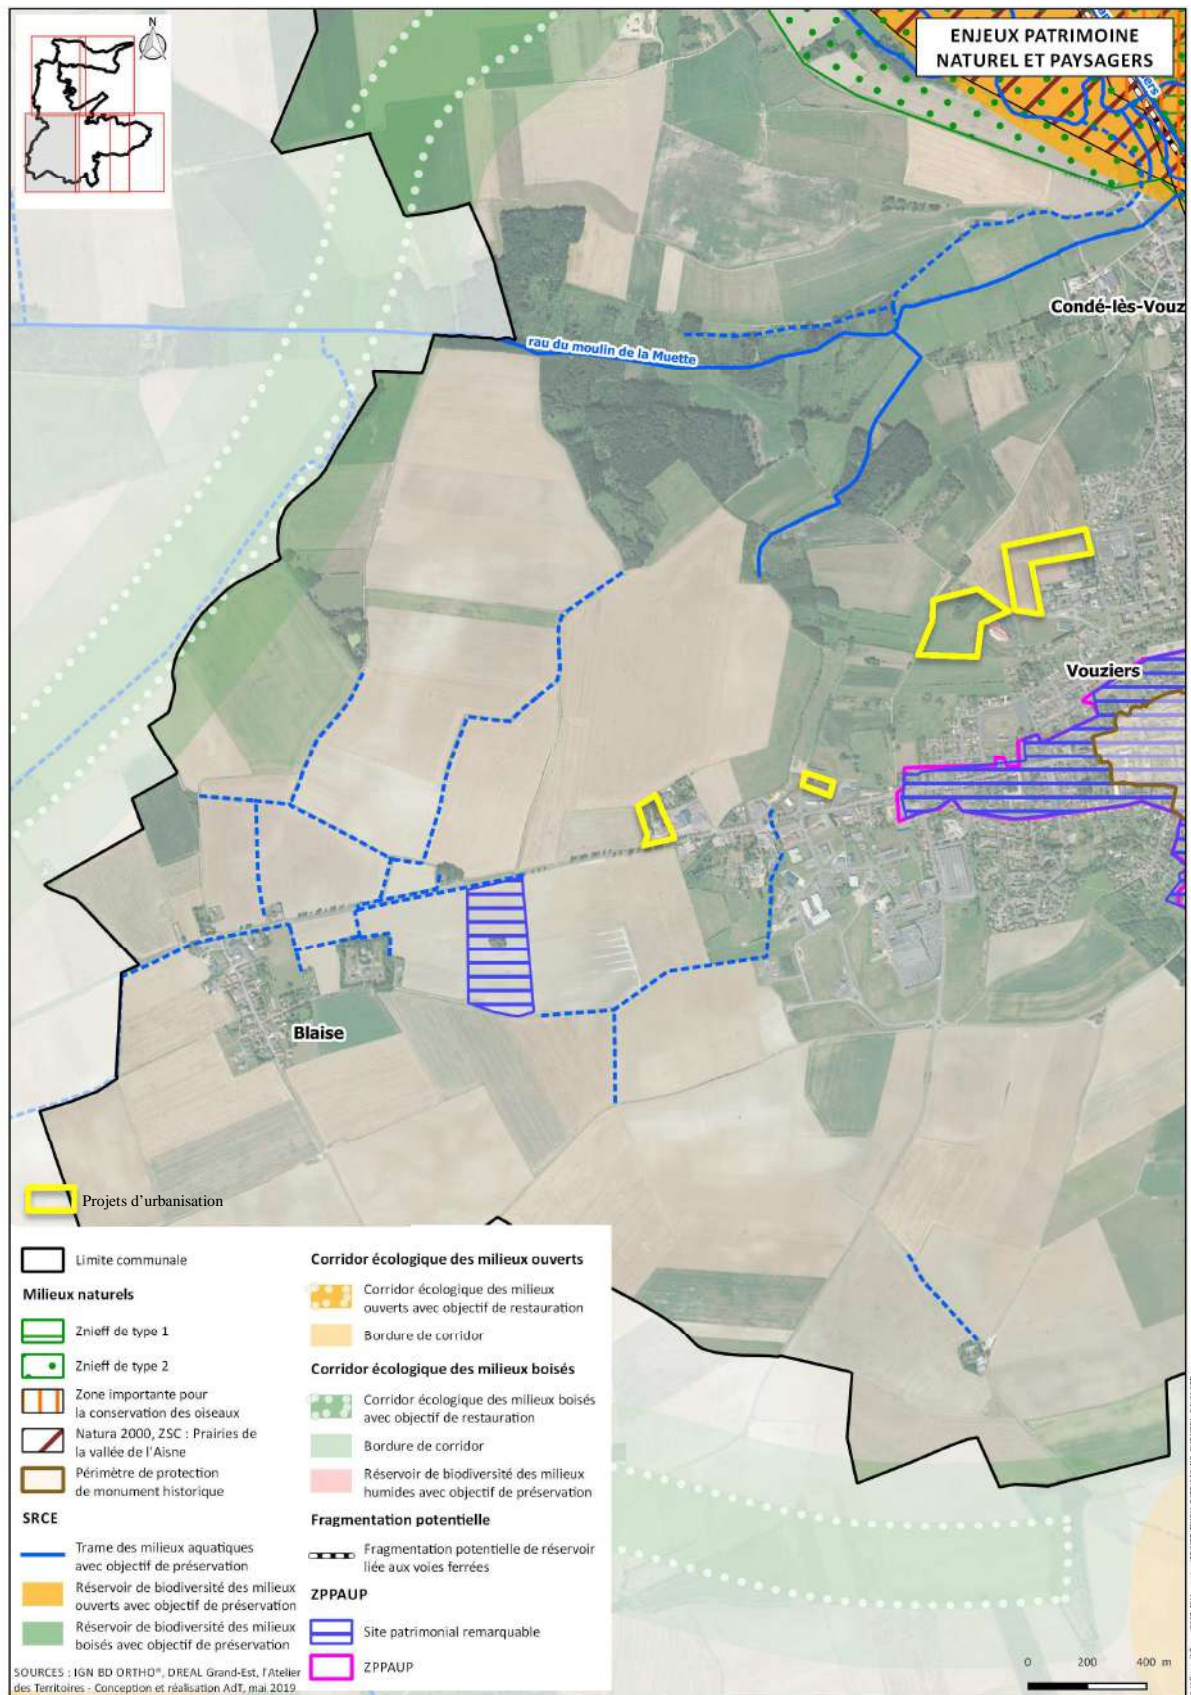 N
ENJEUX PATRIMOINE
NATUREL ET PAYSAGERS
Condé-lès-Vouz
rau du moulin de la Muette
Vouziers
Blaise
Projets d'urbanisation
Limite communale
Milieux naturels
Znieff de type 1
Znieff de type 2
Zone importante pour
la conservation des oiseaux
Natura 2000, ZSC : Prairies de
la vallée de l'Aisne
Périmètre de protection
de monument historique
SRCE
Trame des milieux aquatiques
avec objectif de préservation
Réservoir de biodiversité des milieux
ouverts avec objectif de préservation
Réservoir de biodiversité des milieux
boisés avec objectif de préservation
SOURCES : IGN BD ORTHO®, DREAL Grand-Est, l'Atelier
des Territoires - Conception et réalisation AdT, mai 2019
Corridor écologique des milieux ouverts
Corridor écologique des milieux
ouverts avec objectif de restauration
Bordure de corridor
Corridor écologique des milieux boisés
Corridor écologique des milieux boisés
avec objectif de restauration
Bordure de corridor
Réservoir de biodiversité des milieux
humides avec objectif de préservation
Fragmentation potentielle
Fragmentation potentielle de réservoir
liée aux voies ferrées
ZPPAUP
Site patrimonial remarquable
ZPPAUP
0 200 400 m